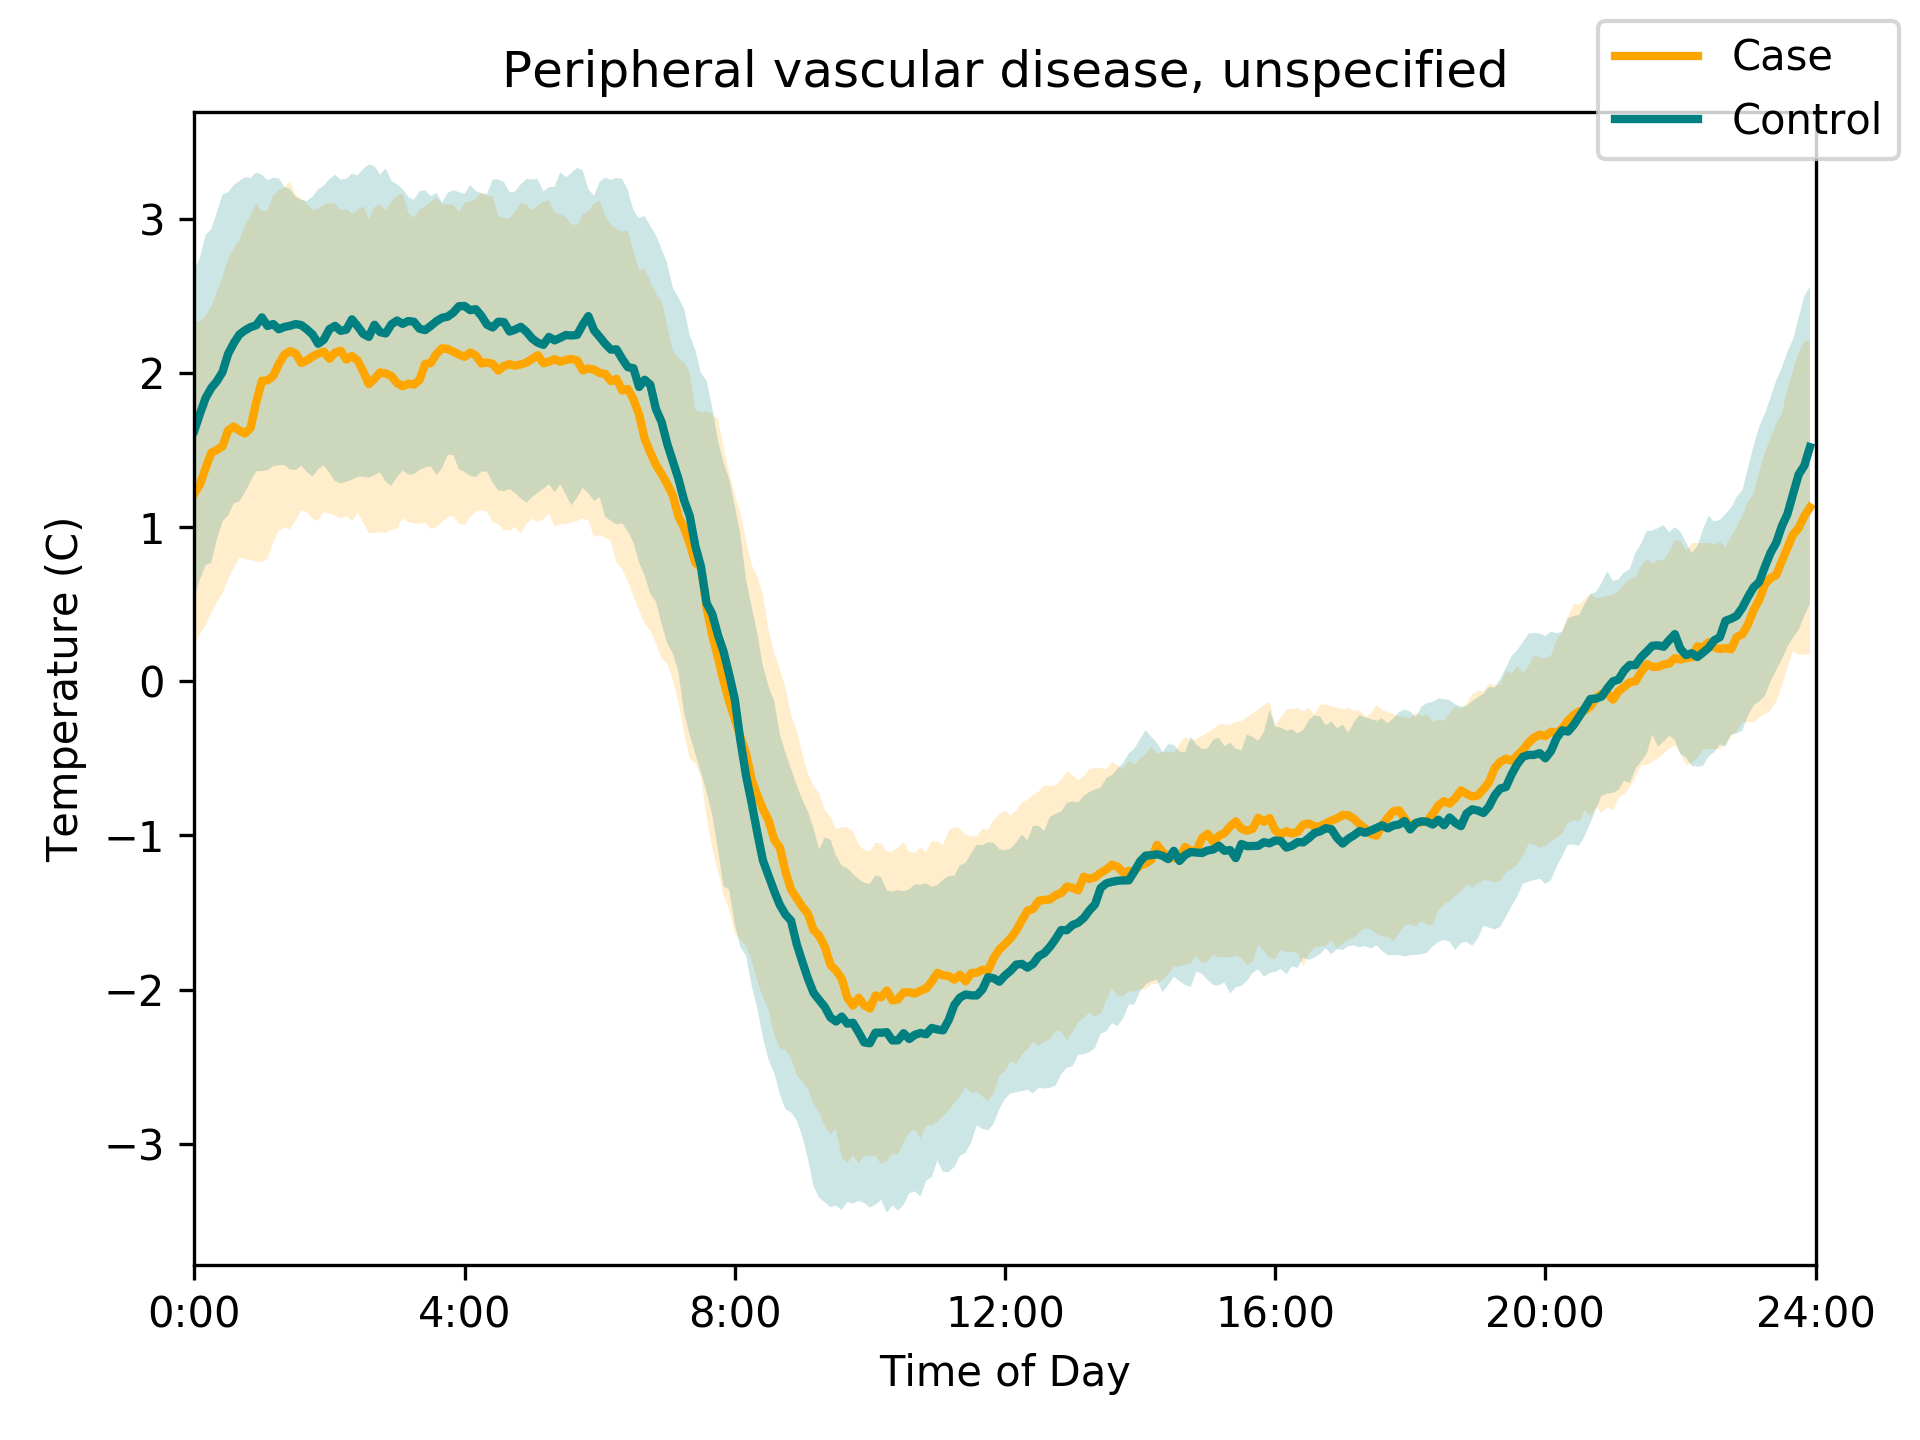 Peripheral vascular disease, unspecified
Case
Control
Temperature (C)
3
2
1
0
−1
−2
−3
0:00 4:00 8:00 12:00 16:00 20:00 24:00
Time of Day